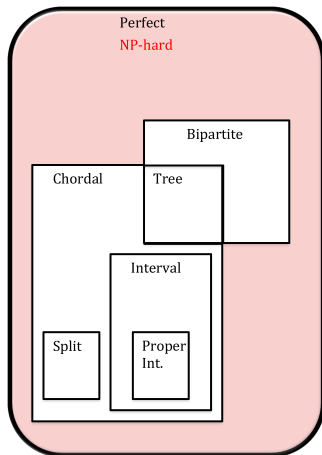 Perfect
NP-hard
Bipartite
Chordal
Tree
Interval
Split
Proper
Int.